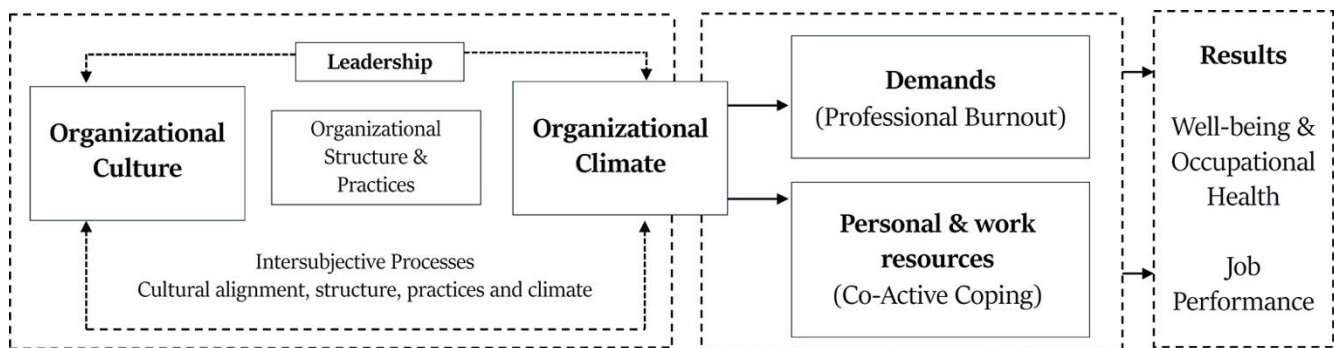 Leadership
Organizational
Culture
Organizational
Structure &
Practices
Organizational
Climate
Intersubjective Processes
Cultural alignment, structure, practices and climate
Demands
(Professional Burnout)
Personal & work
resources
(Co-Active Coping)
Results
Well-being &
Occupational
Health
Job
Performance